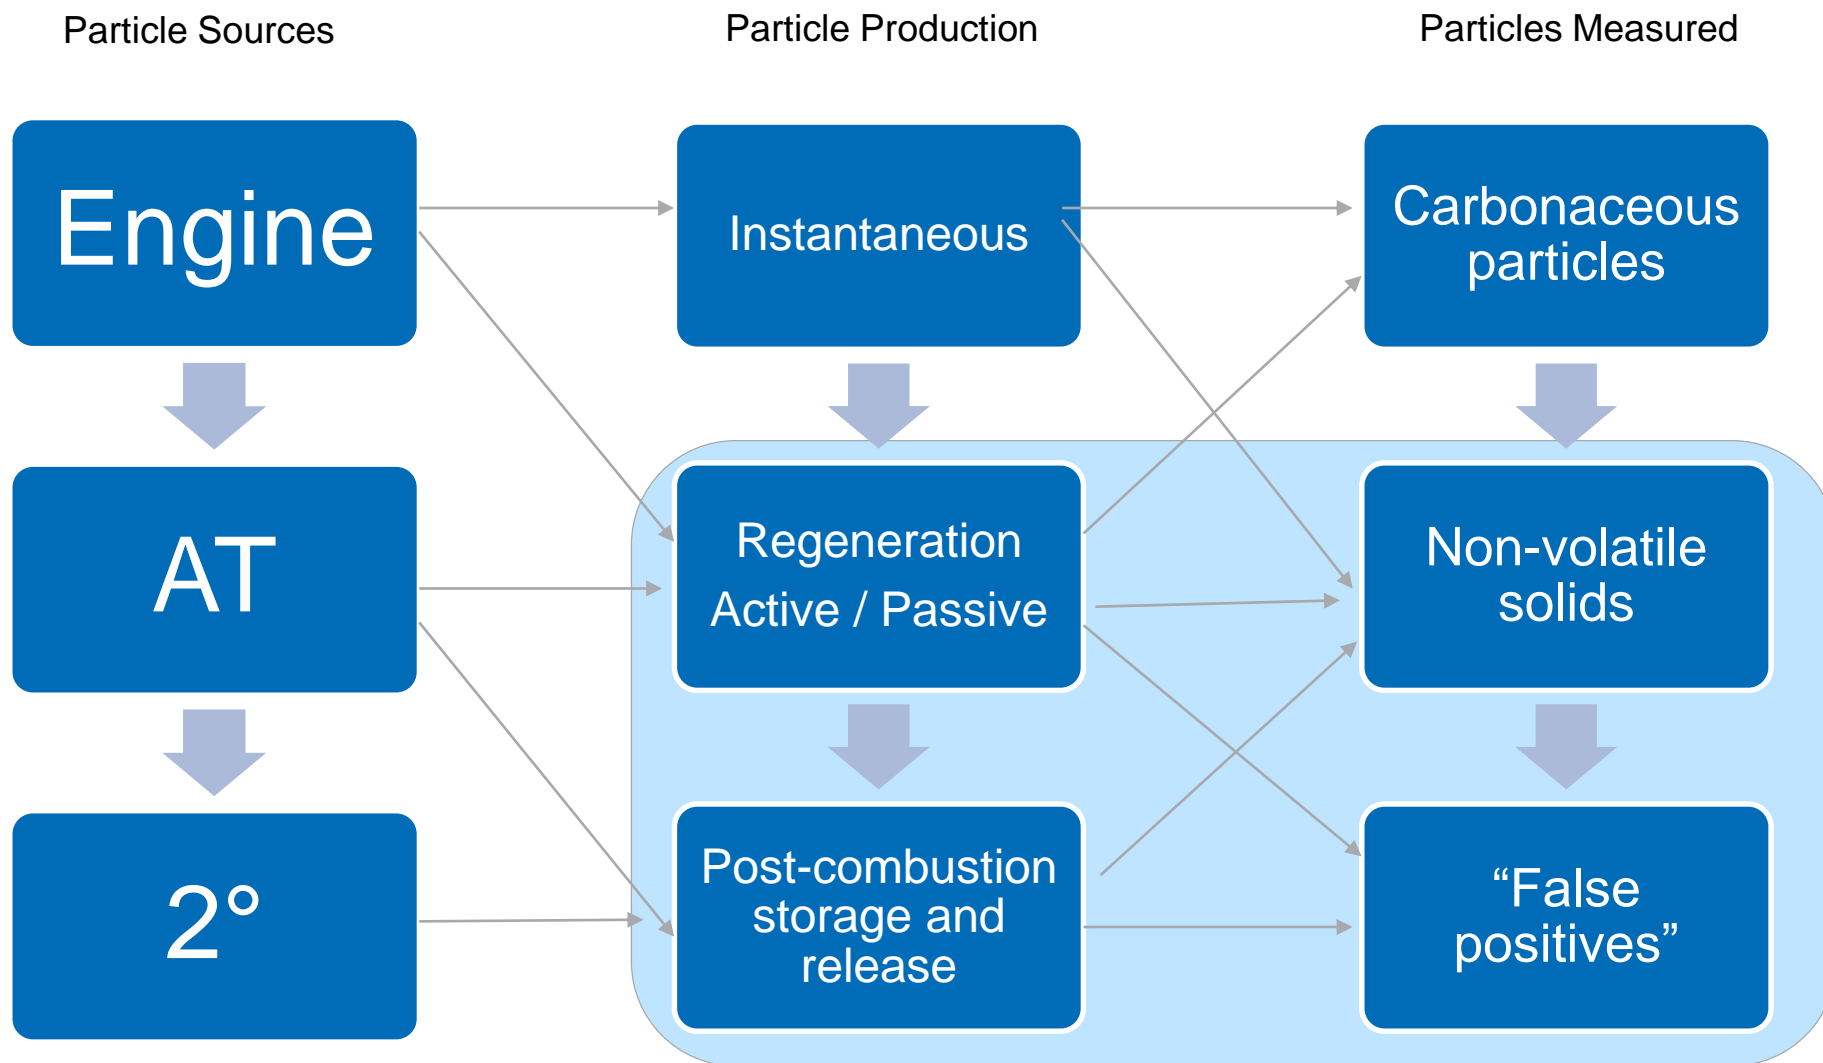 Particle Sources
Particle Production
Particles Measured
Engine
Instantaneous
Carbonaceous
particles
AT
Regeneration
Active / Passive
Non-volatile
solids
2°
Post-combustion
storage and
release
“False
positives”